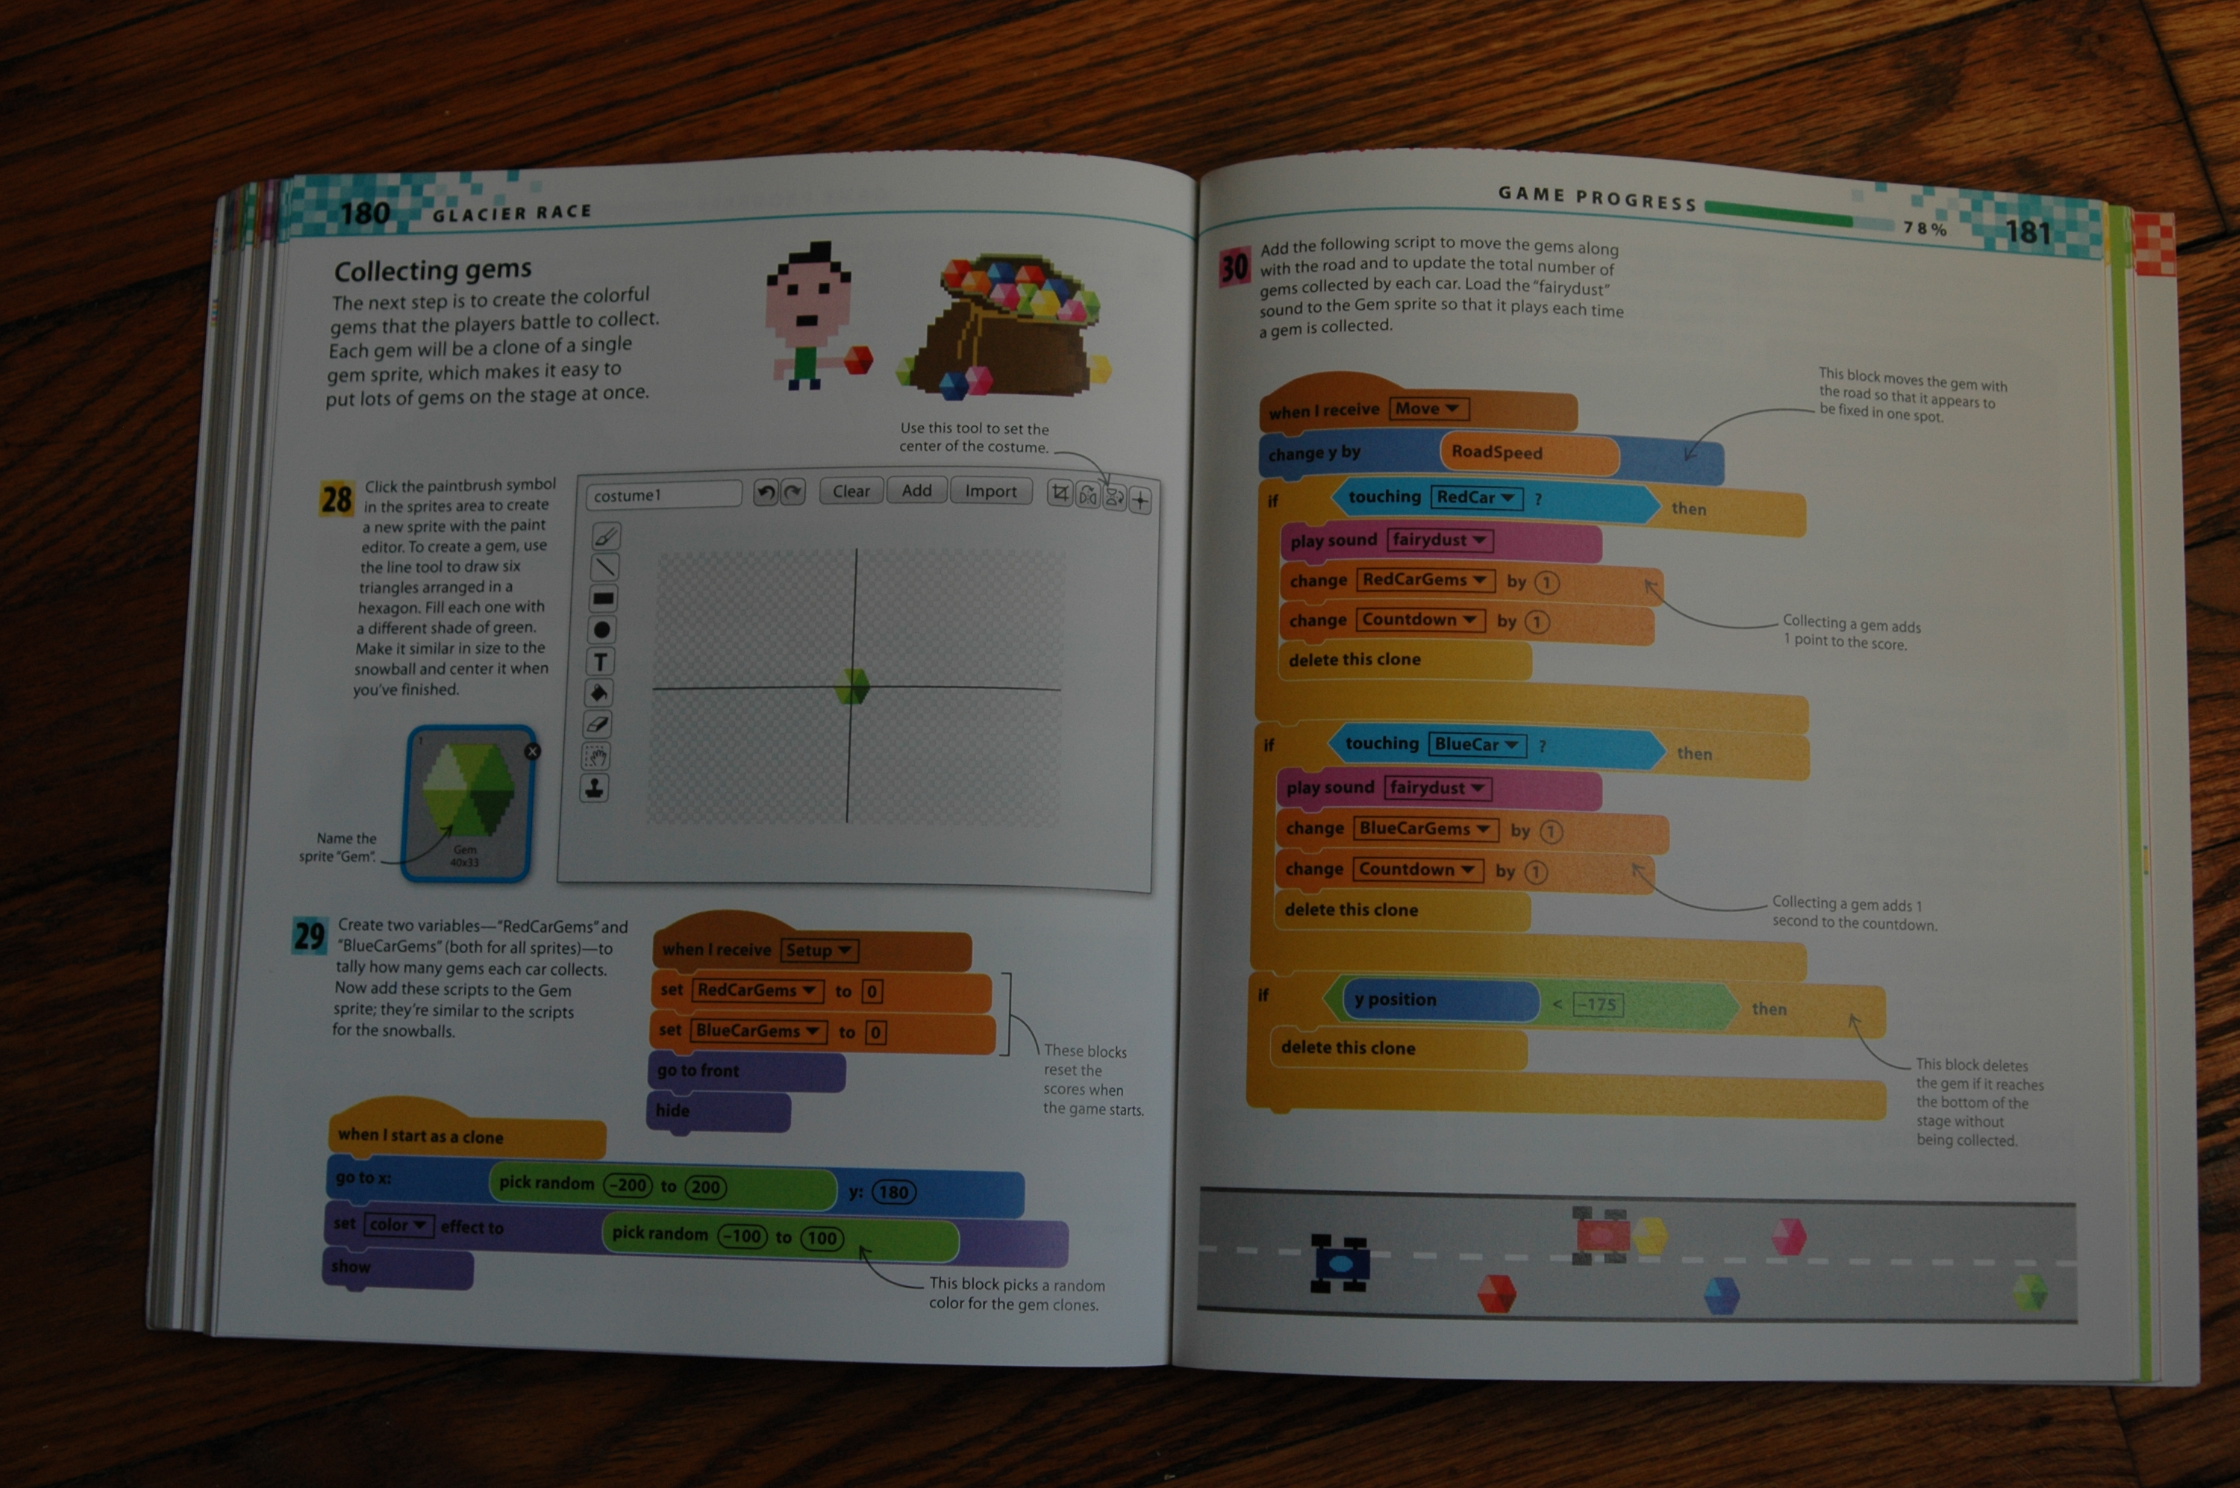 180 GLACIER RACE
Collecting gems
The next step is to create the colorful
gems that the players battle to collect.
Each gem will be a clone of a single
gem sprite, which makes it easy to
put lots of gems on the stage at once.
Use this tool to set the
center of the costume.
28
Click the paintbrush symbol
in the sprites area to create
a new sprite with the paint
editor. To create a gem, use
the line tool to draw six
triangles arranged in a
hexagon. Fill each one with
a different shade of green.
Make it similar in size to the
snowball and center it when
you've finished.
costume1 Clear Add Import
T
1
Gem
40x33
Name the
sprite "Gem".
29
Create two variables—"RedCarGems" and
"BlueCarGems" (both for all sprites)—to
tally how many gems each car collects.
Now add these scripts to the Gem
sprite; they're similar to the scripts
for the snowballs.
when I receive Setup
set RedCarGems to 0
set BlueCarGems to 0
go to front
hide
These blocks
reset the
scores when
the game starts.
when I start as a clone
go to x: pick random -200 to 200 y: 180
set color effect to pick random -100 to 100
show
This block picks a random
color for the gem clones.
GAME PROGRESS 78% 181
30
Add the following script to move the gems along
with the road and to update the total number of
gems collected by each car. Load the "fairydust"
sound to the Gem sprite so that it plays each time
a gem is collected.
This block moves the gem with
the road so that it appears to
be fixed in one spot.
when I receive Move
change y by RoadSpeed
if touching RedCar ? then
play sound fairydust
change RedCarGems by 1
change Countdown by 1
delete this clone
Collecting a gem adds
1 point to the score.
if touching BlueCar ? then
play sound fairydust
change BlueCarGems by 1
change Countdown by 1
delete this clone
Collecting a gem adds 1
second to the countdown.
if y position < -175 then
delete this clone
This block deletes
the gem if it reaches
the bottom of the
stage without
being collected.